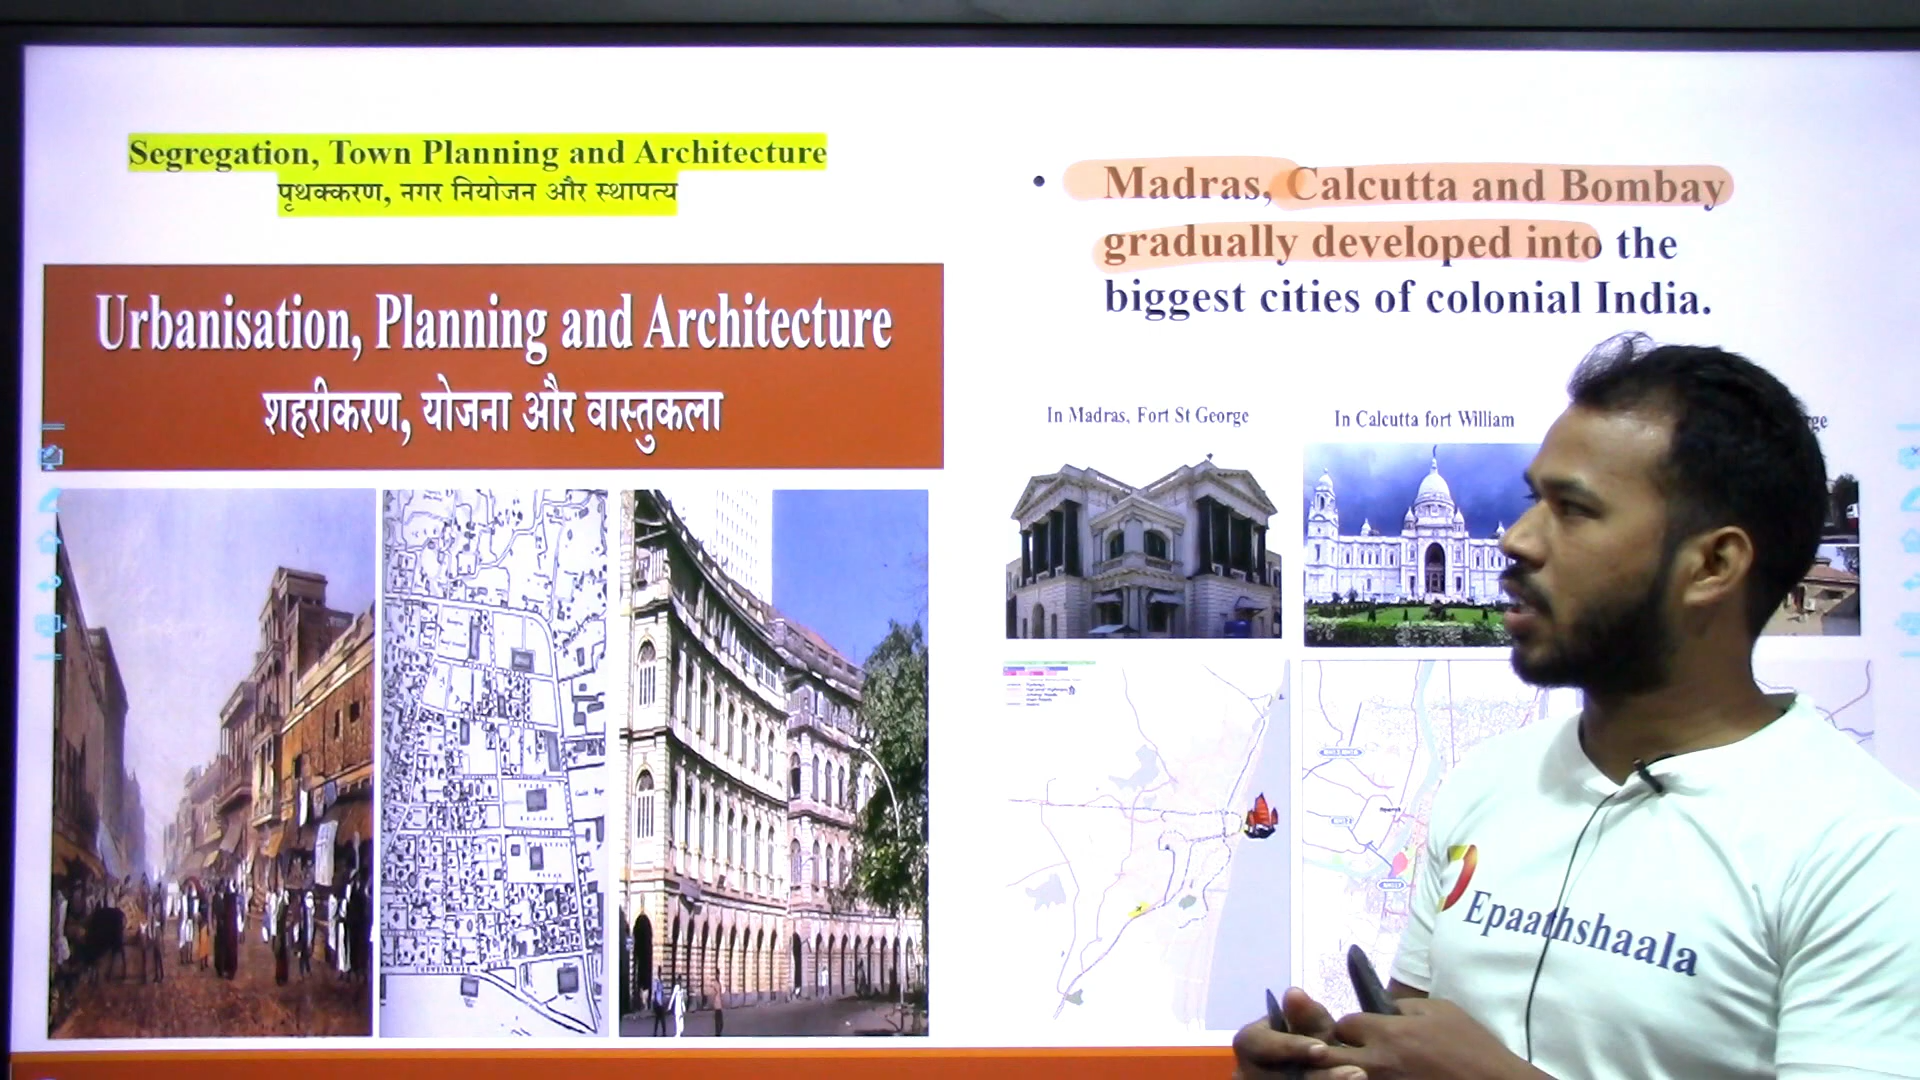 Segregation, Town Planning and Architecture
पृथक्करण, नगर नियोजन और स्थापत्य
Urbanisation, Planning and Architecture
शहरीकरण, योजना और वास्तुकला
• Madras, Calcutta and Bombay
gradually developed into the
biggest cities of colonial India.
In Madras, Fort St George
In Calcutta fort William
Epaathshaala